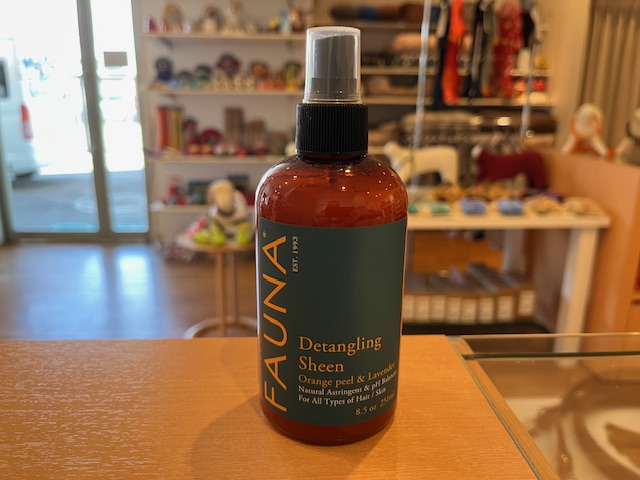 FAUNA®
EST. 1993
Detangling
Sheen
Orange peel & Lavender
Natural Astringent & pH Balanced
For All Types of Hair / Skin
8.5 oz